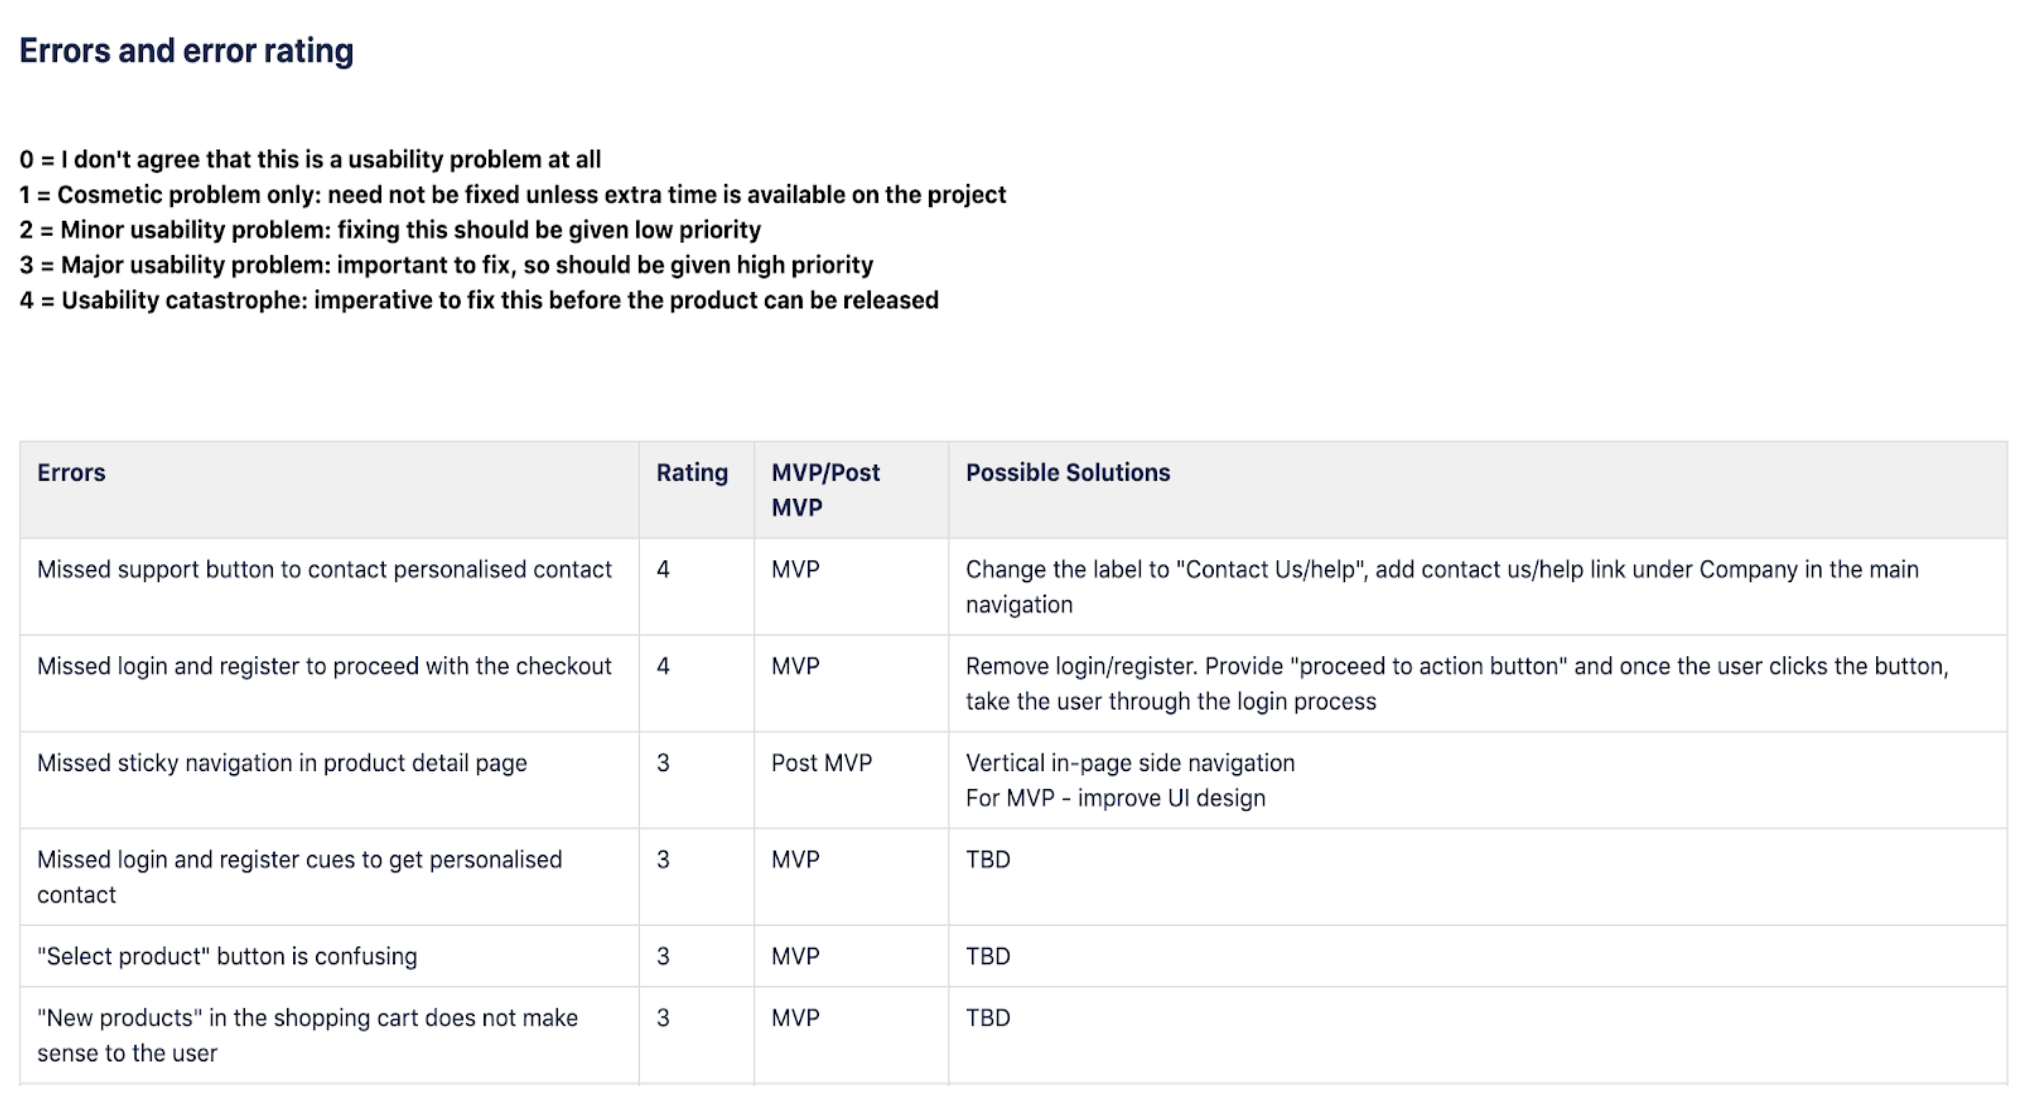 Errors and error rating
0 = I don't agree that this is a usability problem at all
1 = Cosmetic problem only: need not be fixed unless extra time is available on the project
2 = Minor usability problem: fixing this should be given low priority
3 = Major usability problem: important to fix, so should be given high priority
4 = Usability catastrophe: imperative to fix this before the product can be released
Errors
Rating
MVP/Post
MVP
Possible Solutions
Missed support button to contact personalised contact
4
MVP
Change the label to "Contact Us/help", add contact us/help link under Company in the main
navigation
Missed login and register to proceed with the checkout
4
MVP
Remove login/register. Provide "proceed to action button" and once the user clicks the button,
take the user through the login process
Missed sticky navigation in product detail page
3
Post MVP
Vertical in-page side navigation
For MVP - improve UI design
Missed login and register cues to get personalised
contact
3
MVP
TBD
"Select product" button is confusing
3
MVP
TBD
"New products" in the shopping cart does not make
sense to the user
3
MVP
TBD